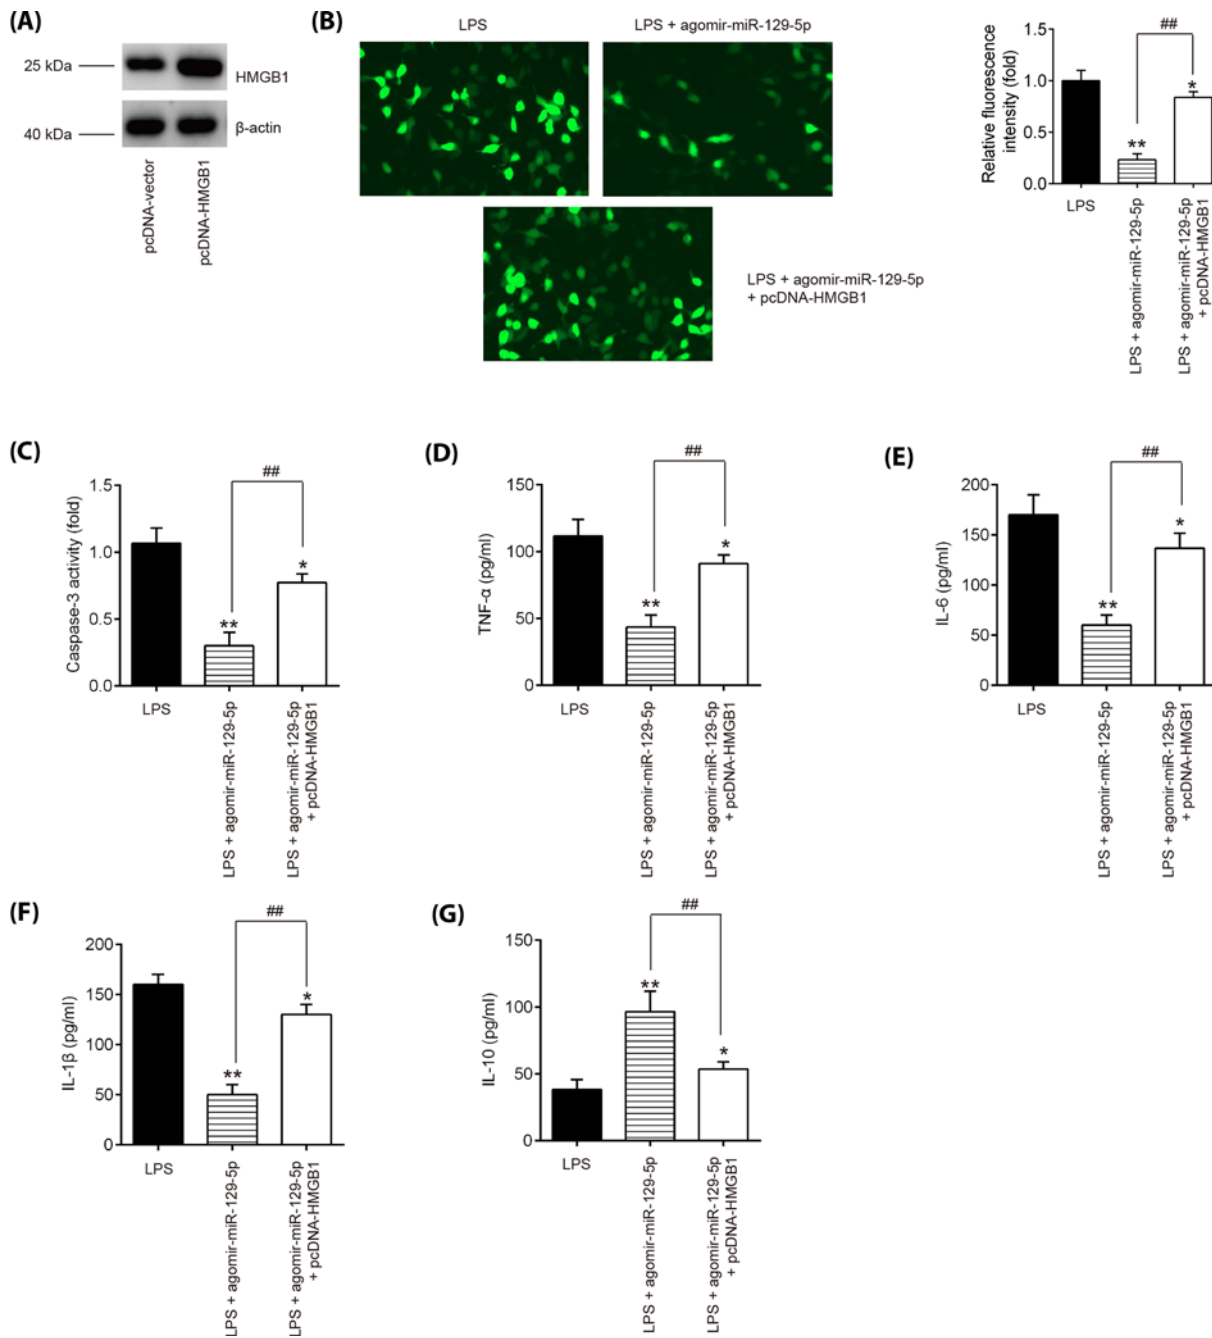 (A)
25 kDa
HMGB1
40 kDa
β-actin
pcDNA-vector
pcDNA-HMGB1
(B)
LPS
LPS + agomir-miR-129-5p
LPS + agomir-miR-129-5p
+ pcDNA-HMGB1
Relative fluorescence
intensity (fold)
1.5
1.0
0.5
0.0
##
**
*
LPS
LPS + agomir-miR-129-5p
LPS + agomir-miR-129-5p
+ pcDNA-HMGB1
(C)
Caspase-3 activity (fold)
1.5
1.0
0.5
0.0
##
**
*
LPS
LPS + agomir-miR-129-5p
LPS + agomir-miR-129-5p
+ pcDNA-HMGB1
(D)
TNF-α (pg/ml)
150
100
50
0
##
**
*
LPS
LPS + agomir-miR-129-5p
LPS + agomir-miR-129-5p
+ pcDNA-HMGB1
(E)
IL-6 (pg/ml)
200
150
100
50
0
##
**
*
LPS
LPS + agomir-miR-129-5p
LPS + agomir-miR-129-5p
+ pcDNA-HMGB1
(F)
IL-1β (pg/ml)
200
150
100
50
0
##
**
*
LPS
LPS + agomir-miR-129-5p
LPS + agomir-miR-129-5p
+ pcDNA-HMGB1
(G)
IL-10 (pg/ml)
150
100
50
0
##
**
*
LPS
LPS + agomir-miR-129-5p
LPS + agomir-miR-129-5p
+ pcDNA-HMGB1